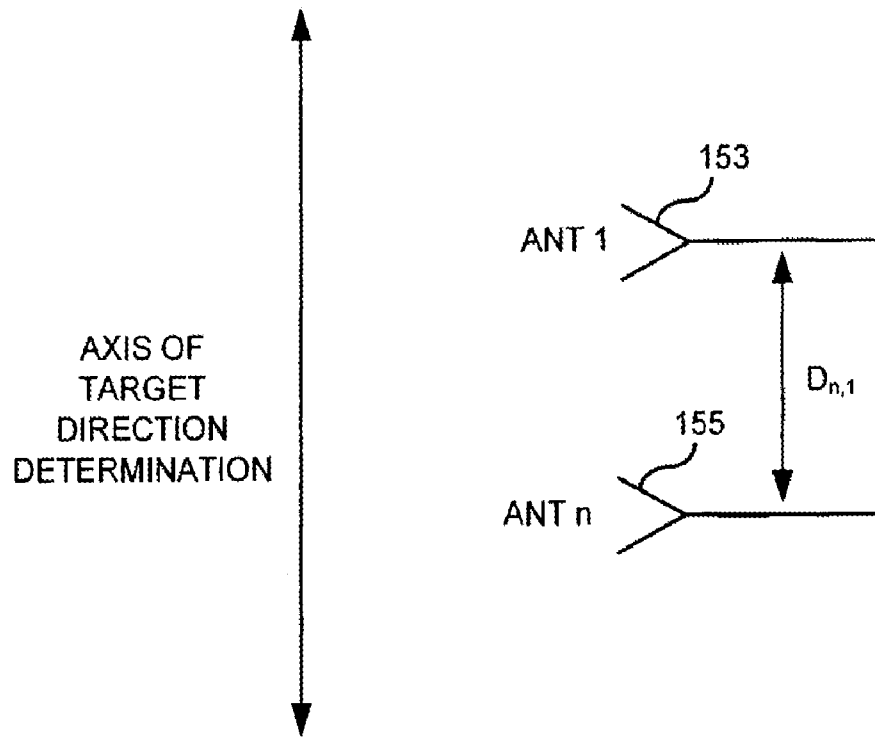 153
ANT 1
AXIS OF
TARGET
DIRECTION
DETERMINATION
Dn,1
155
ANT n